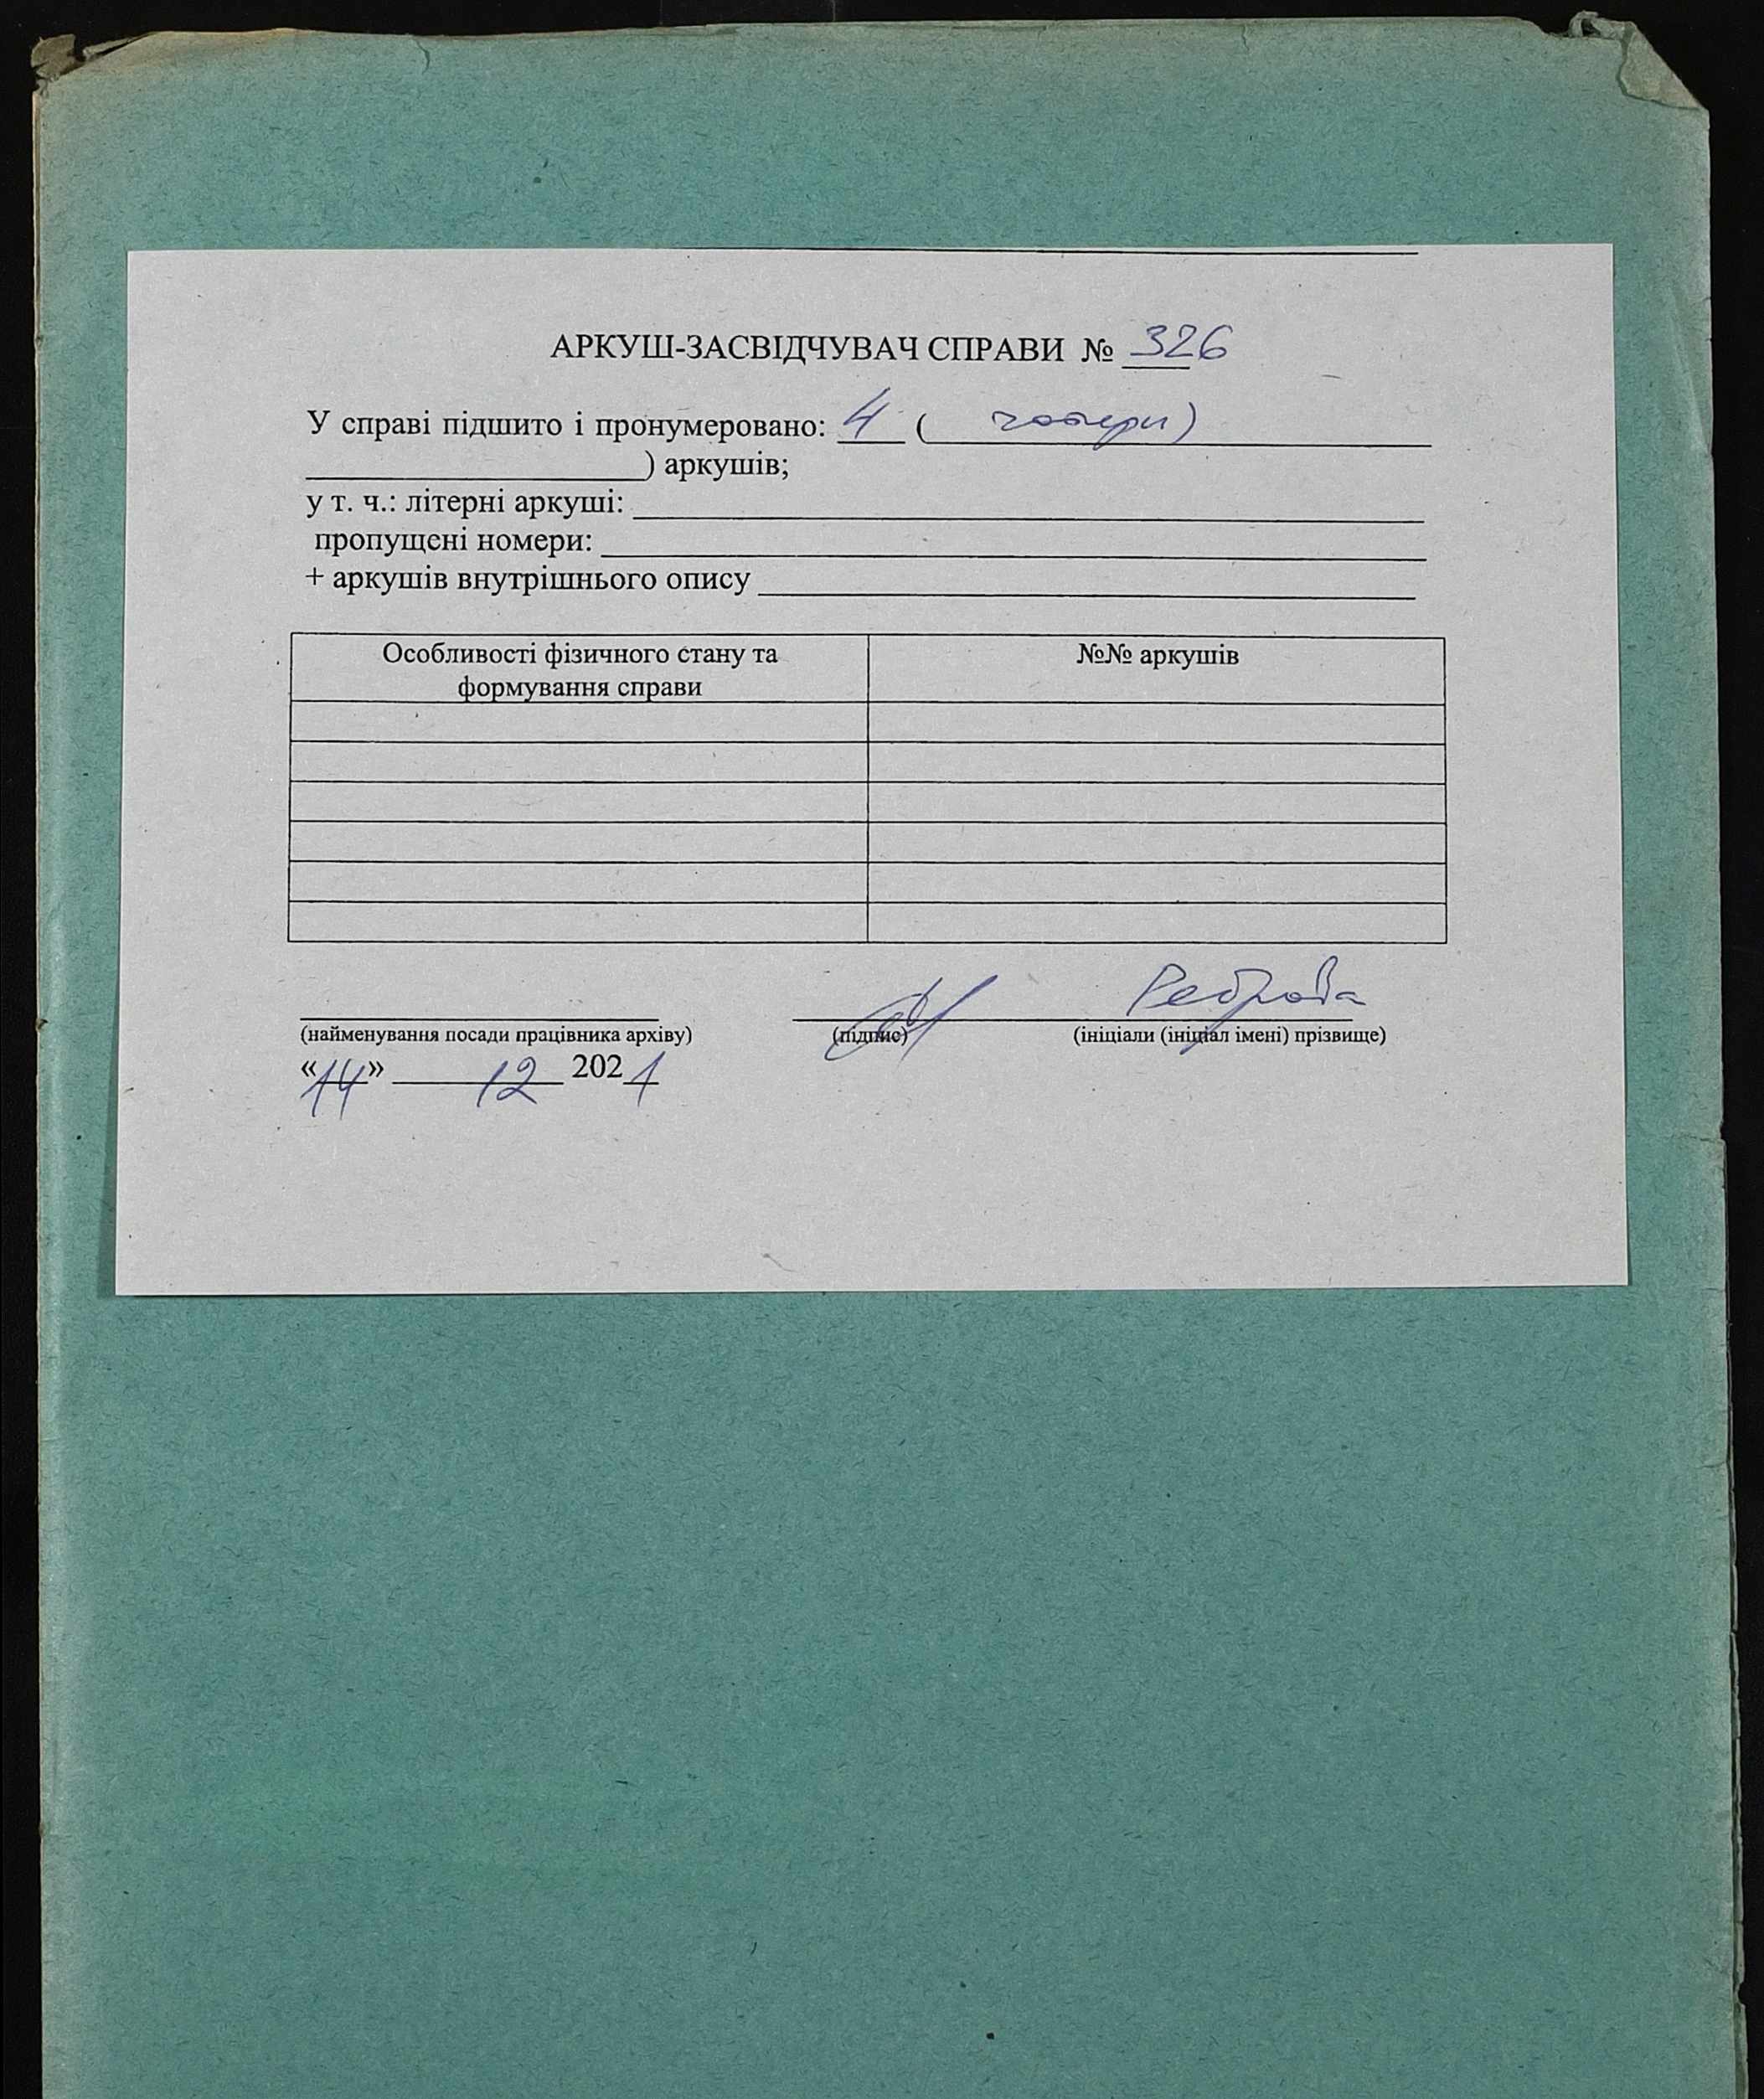 АРКУШ-ЗАСВІДЧУВАЧ СПРАВИ № 326
У справі підшито і пронумеровано: 4 ( чотири)
) аркушів;
у т. ч.: літерні аркуші:
пропущені номери:
+ аркушів внутрішнього опису
Особливості фізичного стану та
формування справи
№№ аркушів
Реброва
(найменування посади працівника архіву) (підпис) (ініціали (ініціал імені) прізвище)
«14» 12 2021